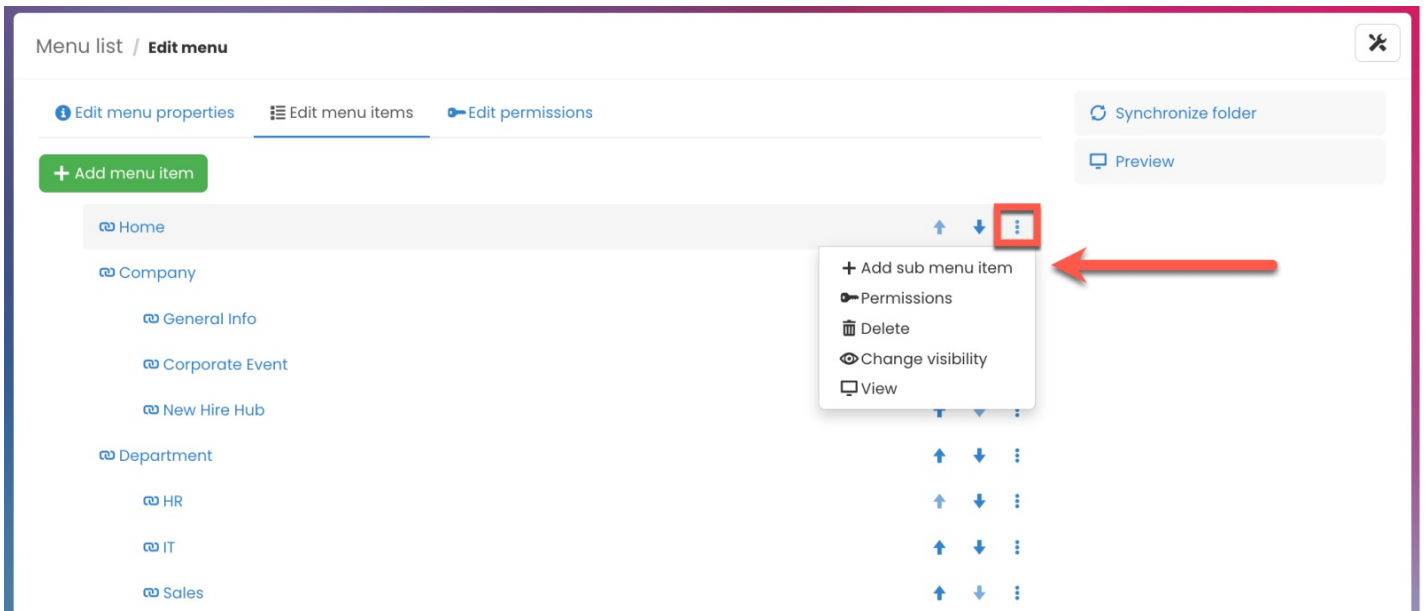 Menu list / Edit menu
Edit menu properties Edit menu items Edit permissions
Synchronize folder
Preview
Add menu item
Home
Add sub menu item
Permissions
Delete
Change visibility
View
Company
General Info
Corporate Event
New Hire Hub
Department
HR
IT
Sales